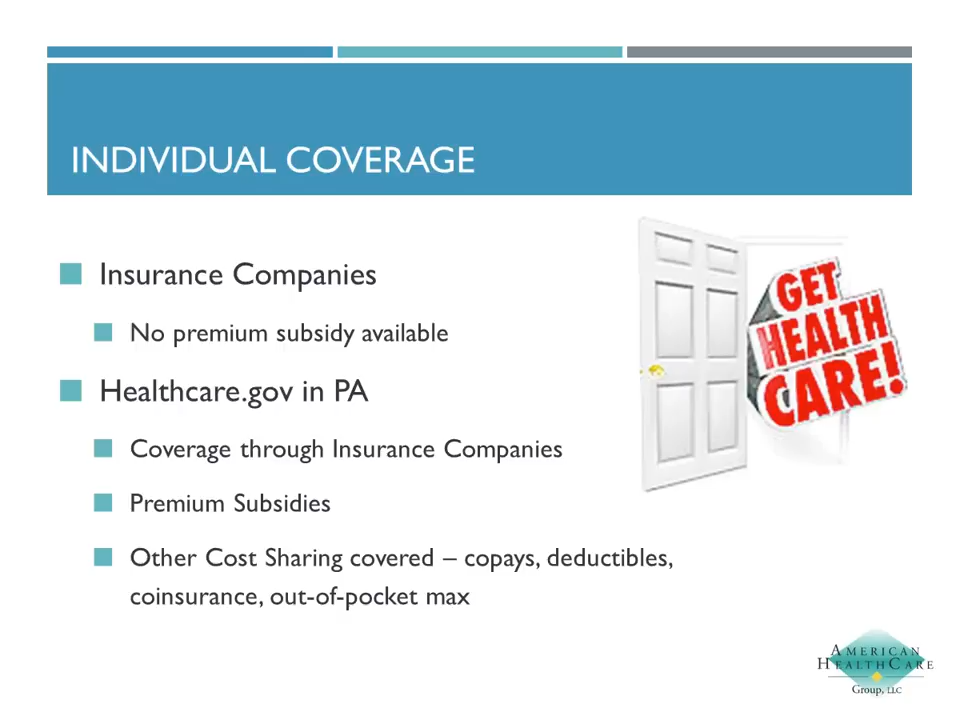 INDIVIDUAL COVERAGE
Insurance Companies
No premium subsidy available
Healthcare.gov in PA
Coverage through Insurance Companies
Premium Subsidies
Other Cost Sharing covered – copays, deductibles,
coinsurance, out-of-pocket max
GET
HEALTH
CARE!
AMERICAN
HEALTHCARE
Group, LLC